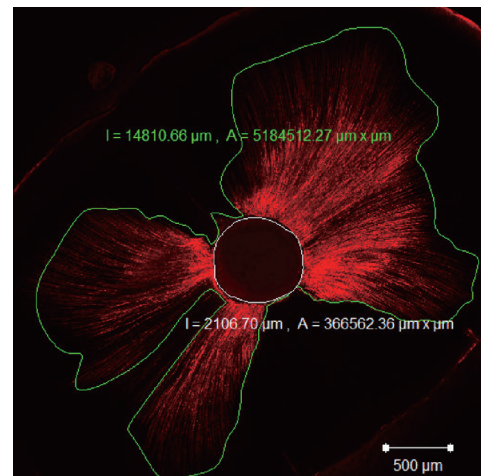 l = 14810.66 µm , A = 5184512.27 µm x µm
l = 2106.70 µm , A = 366562.36 µm x µm
500 µm